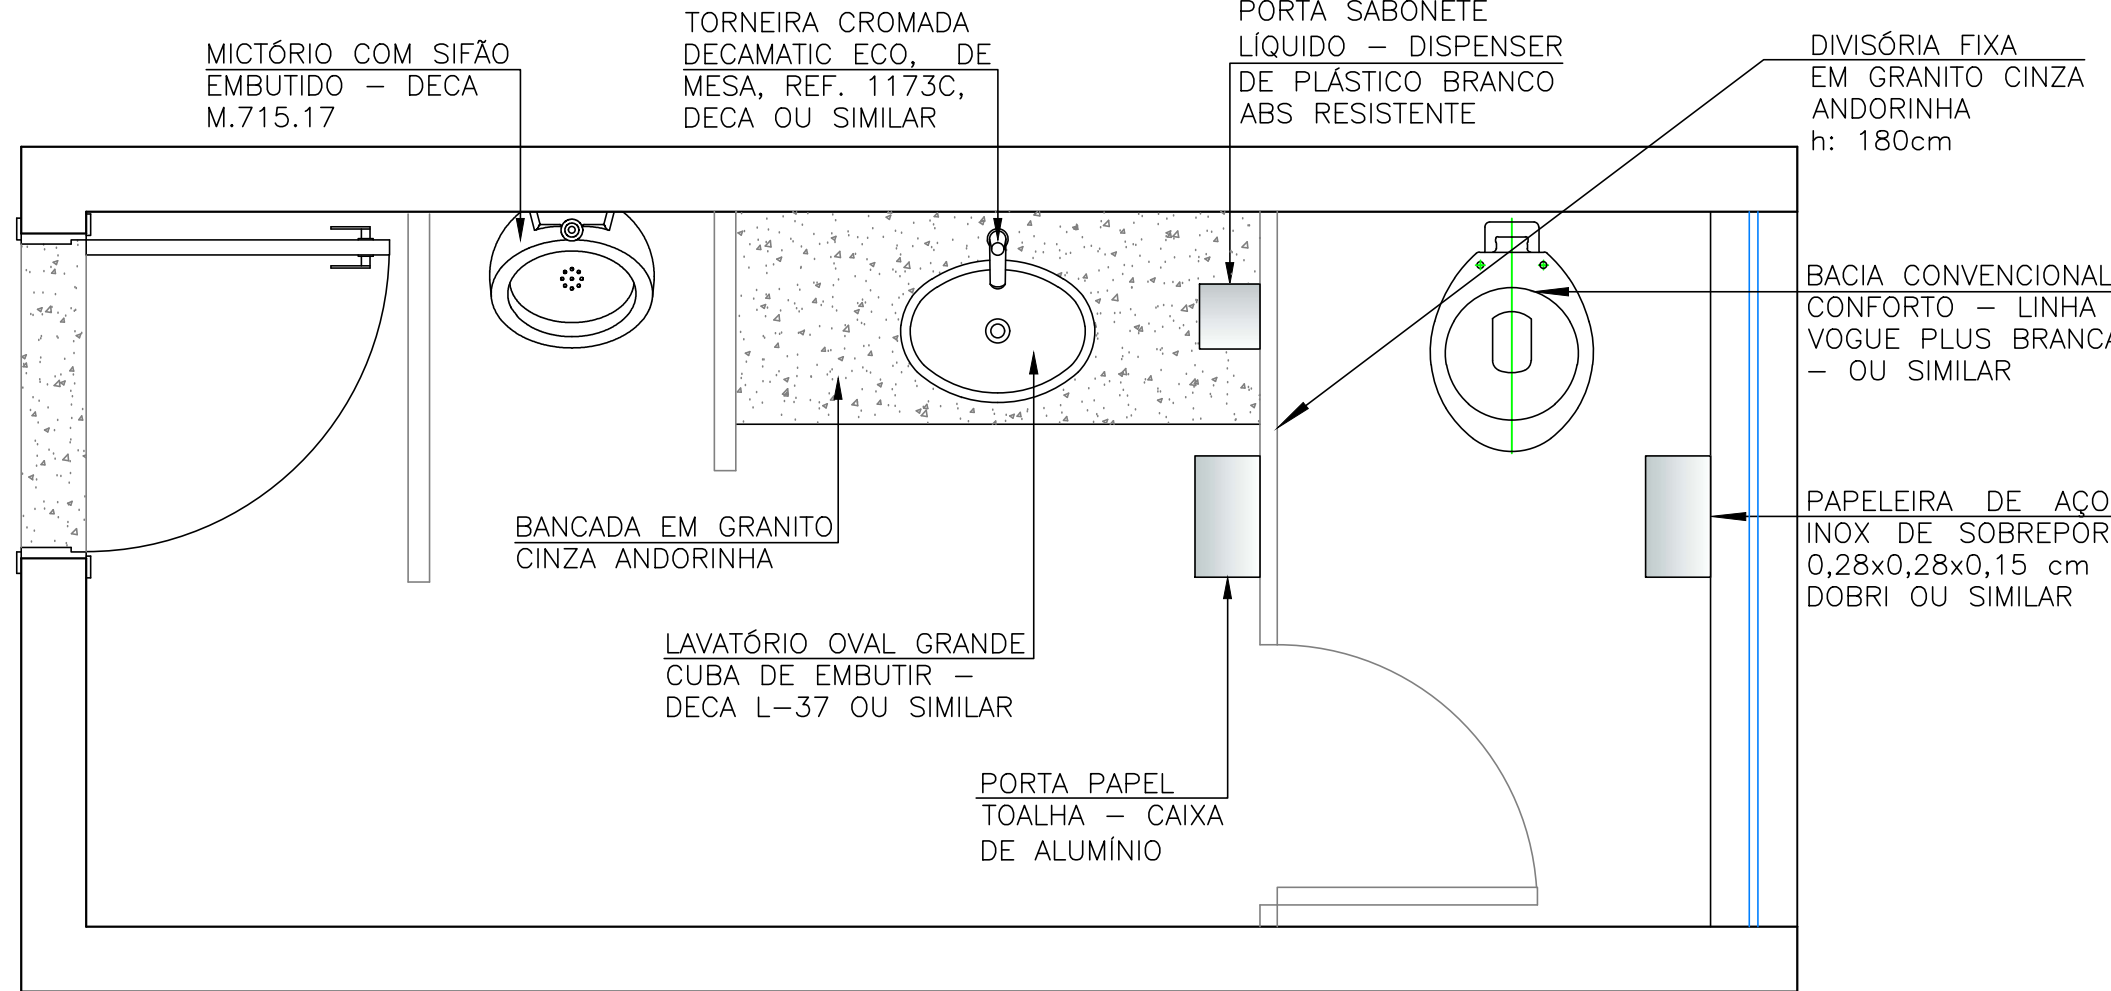 MICTÓRIO COM SIFÃO
EMBUTIDO – DECA
M.715.17
TORNEIRA CROMADA
DECAMATIC ECO, DE
MESA, REF. 1173C,
DECA OU SIMILAR
PORTA SABONETE
LÍQUIDO – DISPENSER
DE PLÁSTICO BRANCO
ABS RESISTENTE
DIVISÓRIA FIXA
EM GRANITO CINZA
ANDORINHA
h: 180cm
BACIA CONVENCIONAL
CONFORTO – LINHA
VOGUE PLUS BRANCA
– OU SIMILAR
BANCADA EM GRANITO
CINZA ANDORINHA
PAPELEIRA DE AÇO
INOX DE SOBREPOR
0,28x0,28x0,15 cm
DOBRI OU SIMILAR
LAVATÓRIO OVAL GRANDE
CUBA DE EMBUTIR –
DECA L–37 OU SIMILAR
PORTA PAPEL
TOALHA – CAIXA
DE ALUMÍNIO